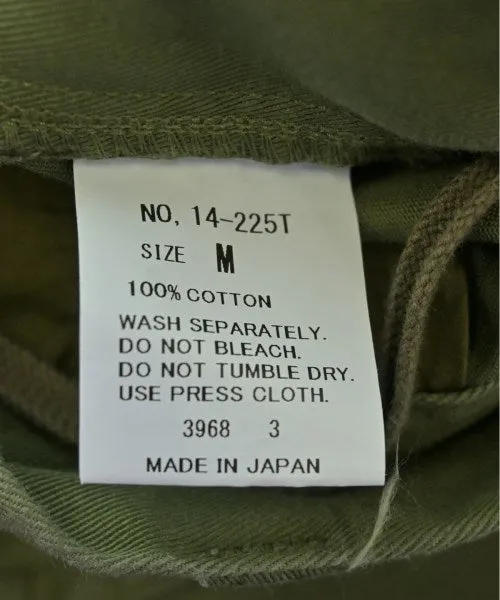 NO, 14-225T
SIZE M
100% COTTON
WASH SEPARATELY.
DO NOT BLEACH.
DO NOT TUMBLE DRY.
USE PRESS CLOTH.
3968 3
MADE IN JAPAN